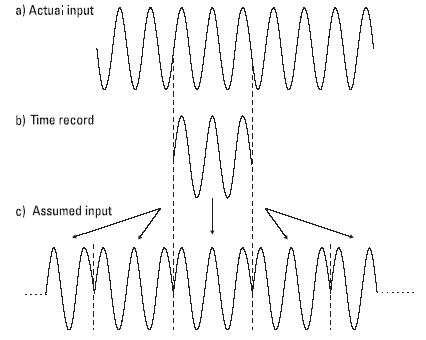 a) Actual input
b) Time record
c) Assumed input